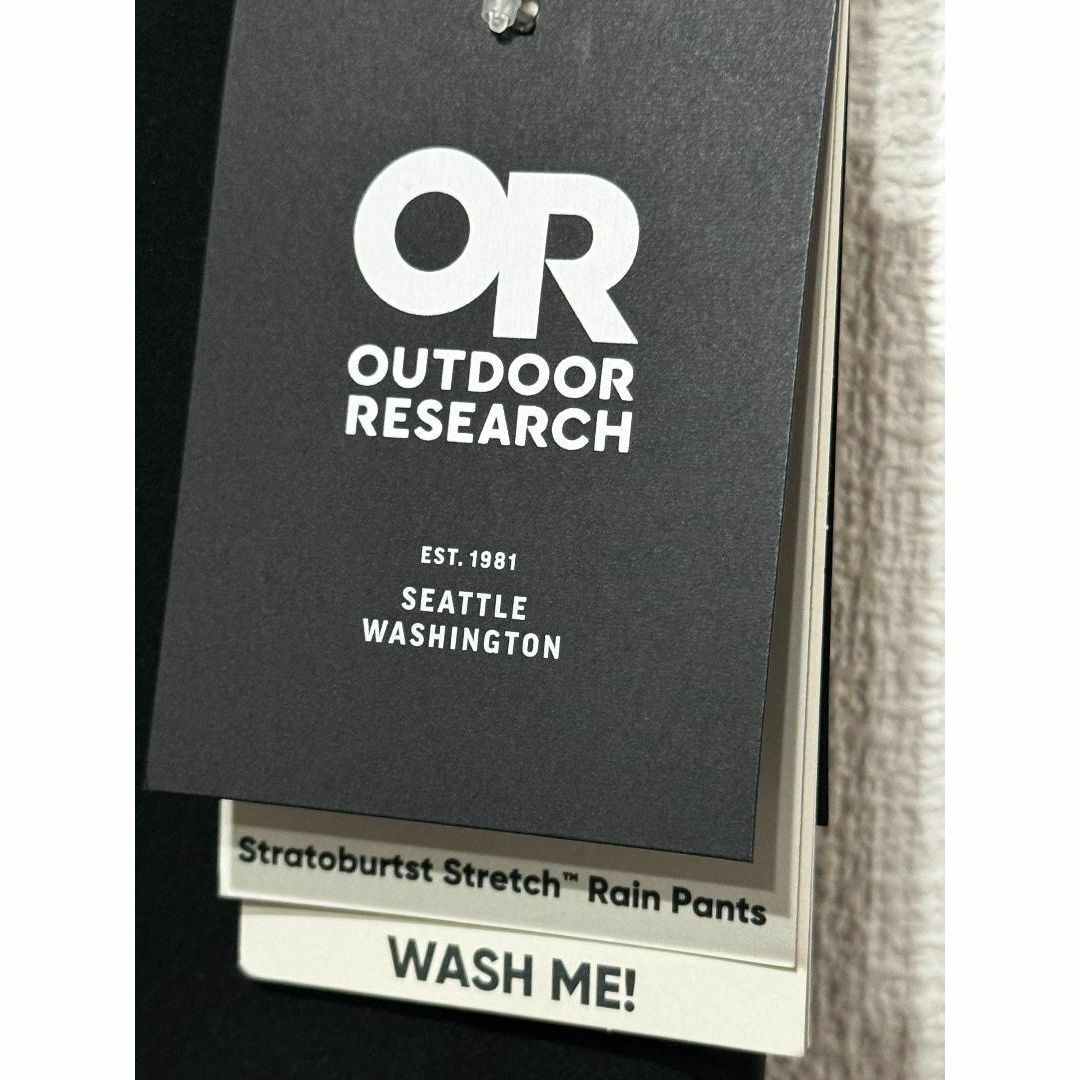 OR
OUTDOOR
RESEARCH
EST. 1981
SEATTLE
WASHINGTON
Stratoburtst Stretch™ Rain Pants
WASH ME!